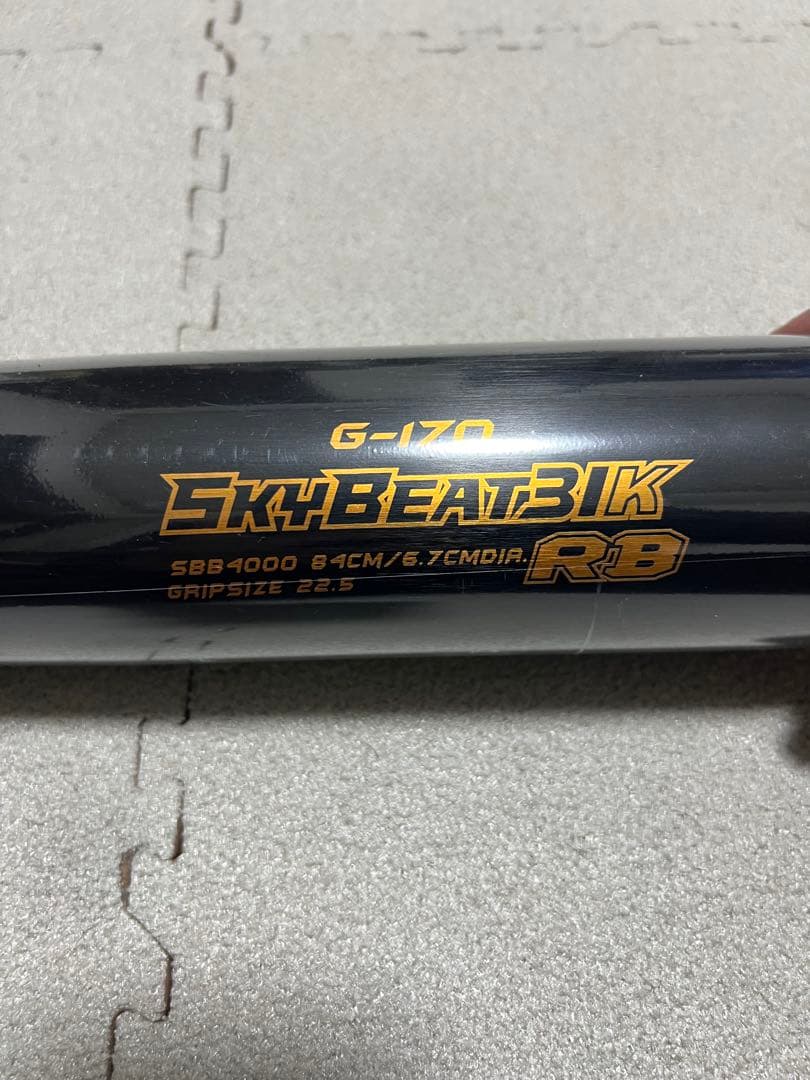 G-170
SKYBEAT31K
RB
SBB4000 84CM/6.7CMDIA.
GRIPSIZE 22.5